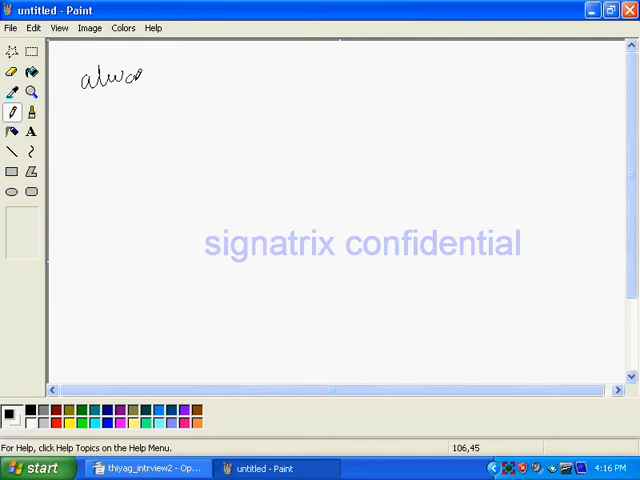 untitled - Paint
File Edit View Image Colors Help
alwa
signatrix confidential
A
For Help, click Help Topics on the Help Menu.
106,45
start
thiyag_intrview2 - Op...
untitled - Paint
4:16 PM